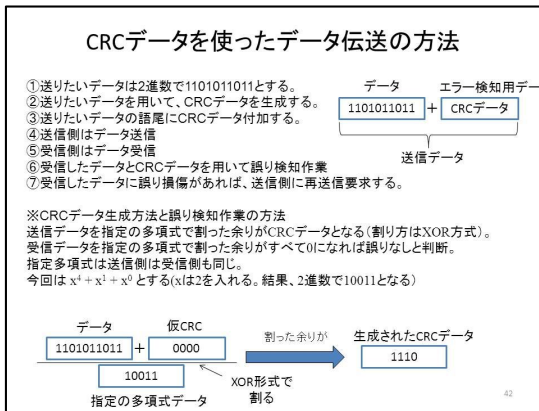 CRCデータを使ったデータ伝送の方法
①送りたいデータは2進数で1101011011とする。
②送りたいデータを用いて、CRCデータを生成する。
③送りたいデータの語尾にCRCデータ付加する。
④送信側はデータ送信
⑤受信側はデータ受信
⑥受信したデータとCRCデータを用いて誤り検知作業
⑦受信したデータに誤り損傷があれば、送信側に再送信要求する。
データ エラー検知用デー
1101011011 + CRCデータ
送信データ
※CRCデータ生成方法と誤り検知作業の方法
送信データを指定の多項式で割った余りがCRCデータとなる（割り方はXOR方式）。
受信データを指定の多項式で割った余りがすべて0になれば誤りなしと判断。
指定多項式は送信側は受信側も同じ。
今回は x⁴ + x¹ + x⁰ とする(xは2を入れる。結果、2進数で10011となる）
データ 仮CRC
1101011011 + 0000
10011
指定の多項式データ
XOR形式で
割る
割った余りが
生成されたCRCデータ
1110
42